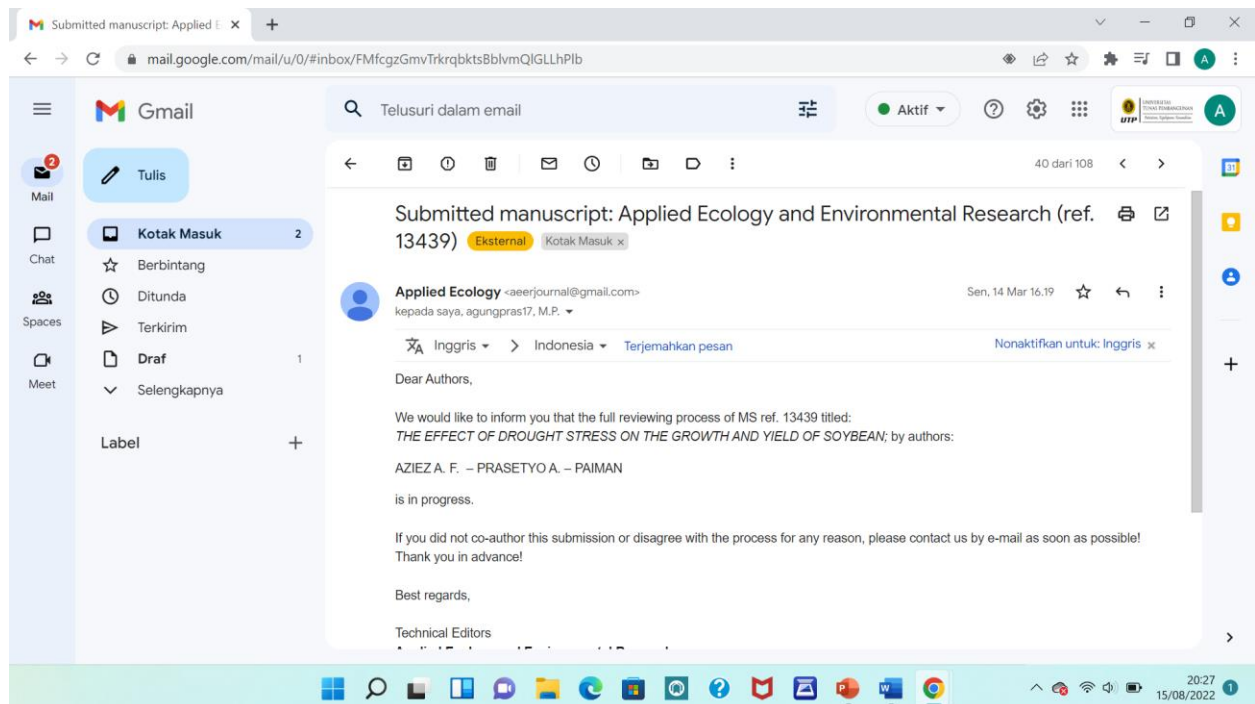 Submitted manuscript: Applied E
mail.google.com/mail/u/0/#inbox/FMfcgzGmvTrkrqbktsBblvmQlGLLhPlb
A
Gmail
Telusuri dalam email
Aktif
UTP
A
2
Mail
Tulis
40 dari 108
31
Chat
Spaces
Meet
Kotak Masuk 2
Berbintang
Ditunda
Terkirim
Draf 1
Selengkapnya
Label
Submitted manuscript: Applied Ecology and Environmental Research (ref.
13439) Eksternal Kotak Masuk x
Applied Ecology <aeerjournal@gmail.com> Sen, 14 Mar 16.19
kepada saya, agungpras17, M.P.
Inggris > Indonesia Terjemahkan pesan Nonaktifkan untuk: Inggris x
Dear Authors,
We would like to inform you that the full reviewing process of MS ref. 13439 titled:
THE EFFECT OF DROUGHT STRESS ON THE GROWTH AND YIELD OF SOYBEAN; by authors:
AZIEZ A. F. – PRASETYO A. – PAIMAN
is in progress.
If you did not co-author this submission or disagree with the process for any reason, please contact us by e-mail as soon as possible!
Thank you in advance!
Best regards,
Technical Editors
20:27
15/08/2022
1